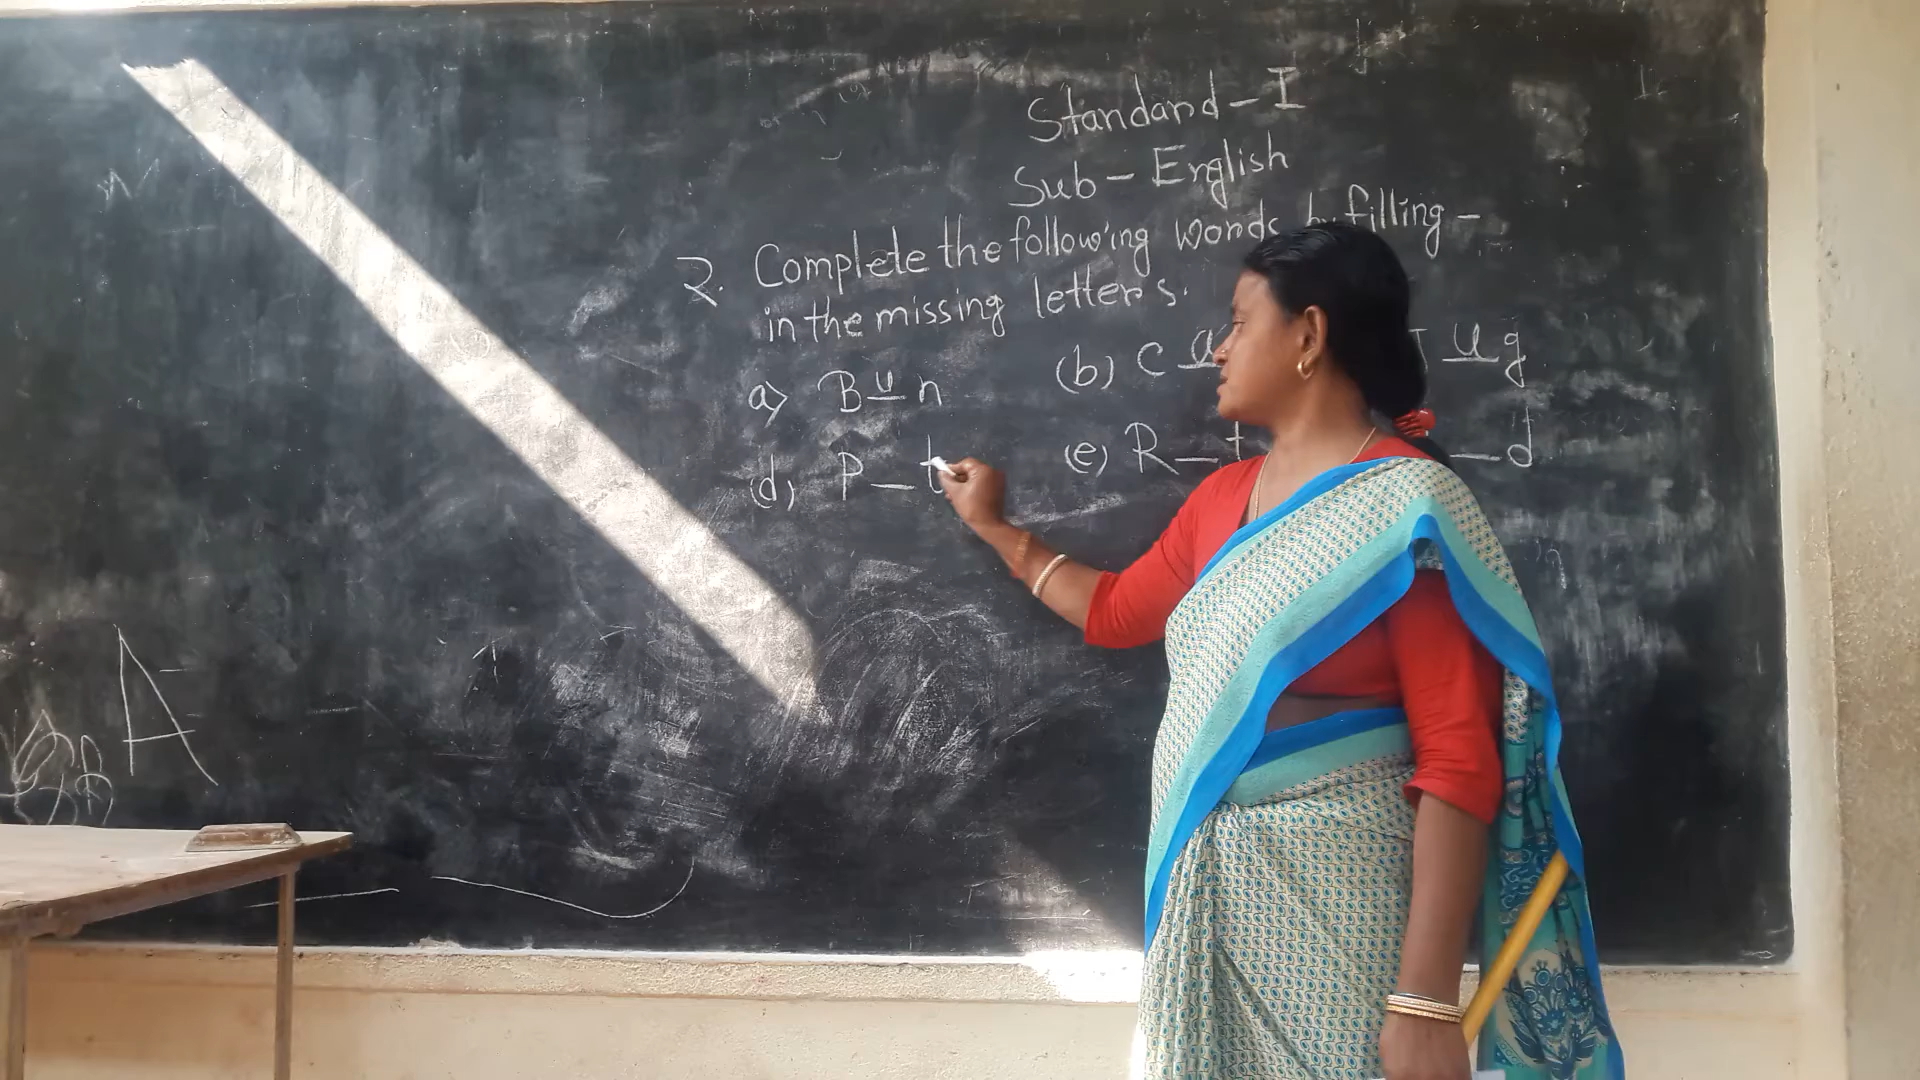 Standard - I
Sub - English
2. Complete the following words by filling -
in the missing letters.
a) B u n (b) C a u g
(d) P _ t (e) R _ t _ d
A